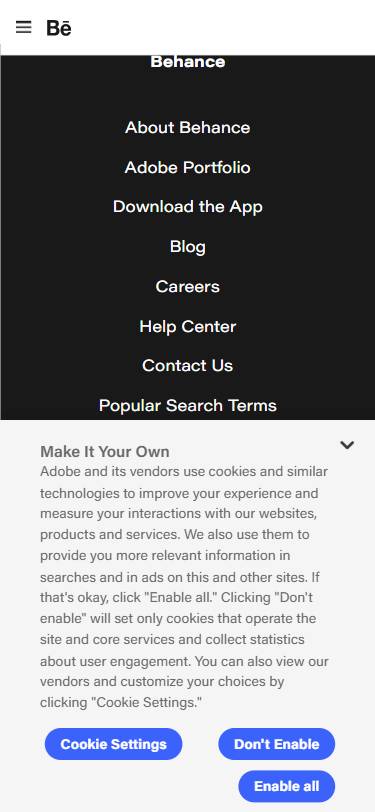 Bē
Behance
About Behance
Adobe Portfolio
Download the App
Blog
Careers
Help Center
Contact Us
Popular Search Terms
Make It Your Own
Adobe and its vendors use cookies and similar
technologies to improve your experience and
measure your interactions with our websites,
products and services. We also use them to
provide you more relevant information in
searches and in ads on this and other sites. If
that's okay, click "Enable all." Clicking "Don't
enable" will set only cookies that operate the
site and core services and collect statistics
about user engagement. You can also view our
vendors and customize your choices by
clicking "Cookie Settings."
Cookie Settings
Don't Enable
Enable all